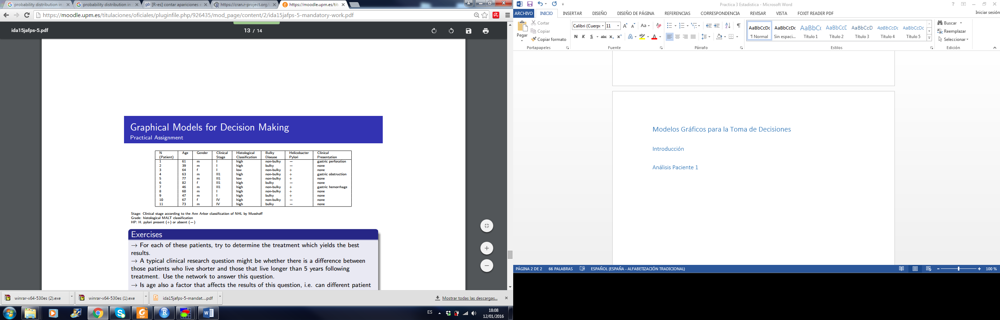 probability distribution in
probability distribution in
[R-es] contar apariciones e
https://cran.r-project.org/
https://moodle.upm.es/titu
https://moodle.upm.es/titulaciones/oficiales/pluginfile.php/926435/mod_page/content/2/ida15jafps-5-mandatory-work.pdf
ida15jafps-5.pdf
13 / 14
Graphical Models for Decision Making
Practical Assignment
N Age Gender Clinical Histological Bulky Helicobacter Clinical
(Patient) Stage Classification Disease Pylori Presentation
1 61 m I high non-bulky − gastric perforation
2 39 m I high bulky − none
3 64 f I low non-bulky + none
4 63 m II1 high non-bulky + gastric obstruction
5 77 m II1 low non-bulky + none
6 82 f II1 high bulky − none
7 46 m II1 high non-bulky + gastric hemorrhage
8 60 m I high non-bulky + none
9 47 m I high bulky + none
10 67 f IV high non-bulky − none
11 73 m IV high bulky − none
Stage: Clinical stage according to the Ann Arbor classification of NHL by Musshoff
Grade: histological MALT classification
HP: H. pylori present (+) or absent (−)
Exercises
→ For each of these patients, try to determine the treatment which yields the best
results.
→ A typical clinical research question might be whether there is a difference between
those patients who live shorter and those that live longer than 5 years following
treatment. Use the network to answer this question.
→ Is age also a factor that affects the results of this question, i.e. can different patient
winrar-x64-530es (2).exe
winrar-x64-530es (1).exe
ida15jafps-5-mandat....pdf
Mostrar todas las descargas...
ES
18:08
12/01/2016
Practica 3 Estadistica - Microsoft Word
ARCHIVO INICIO INSERTAR DISEÑO DISEÑO DE PÁGINA REFERENCIAS CORRESPONDENCIA REVISAR VISTA FOXIT READER PDF
Iniciar sesión
Pegar
Cortar
Copiar
Copiar formato
Portapapeles
Calibri (Cuerpo 11
Aa
N K S abc x₂ x²
Fuente
Párrafo
AaBbCcDc AaBbCcDc AaBbCc AaBbCcD AaBbCcD AaBbCcDc AaBbCcDc
¶ Normal Sin espaci... Título 1 Título 2 Título 3 Título 4 Título 5
Estilos
Buscar
Reemplazar
Seleccionar
Edición
Modelos Gráficos para la Toma de Decisiones
Introducción
Análisis Paciente 1
PÁGINA 2 DE 2 66 PALABRAS ESPAÑOL (ESPAÑA - ALFABETIZACIÓN TRADICIONAL)
100 %